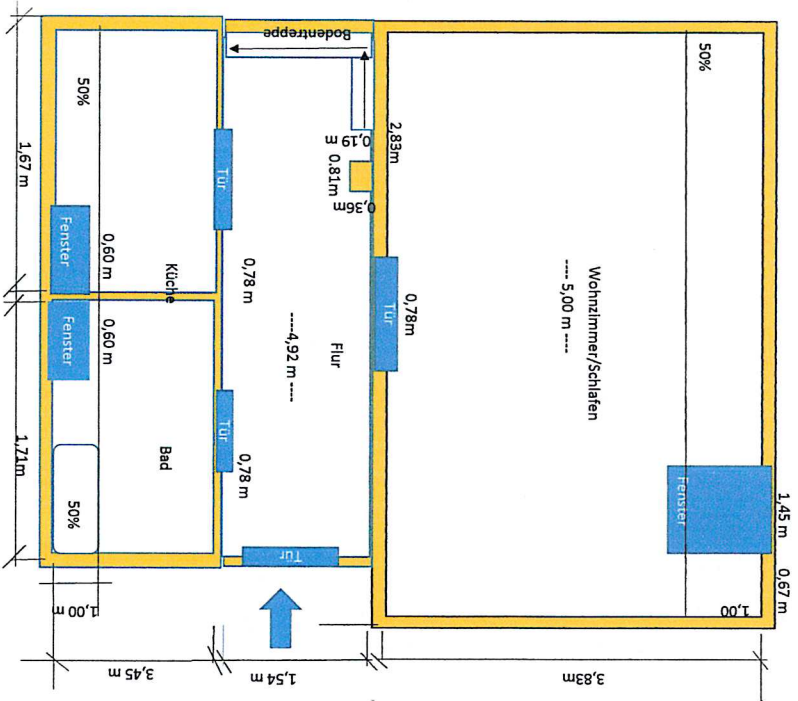 Bodentreppe
50%
50%
2,83m
0,19 m
0.81m
0,36m
Tür
Wohnzimmer/Schlafen
---- 5,00 m ----
1,67 m
Fenster
0,60 m
Küche
0,78 m
Tür
0,78m
Flur
----4,92 m ----
Fenster
0,60 m
Bad
Tür
0,78 m
Fenster
1,45 m
0,67 m
1,71m
50%
Tür
1,00 m
1,00
3,45 m
1,54 m
3,83m